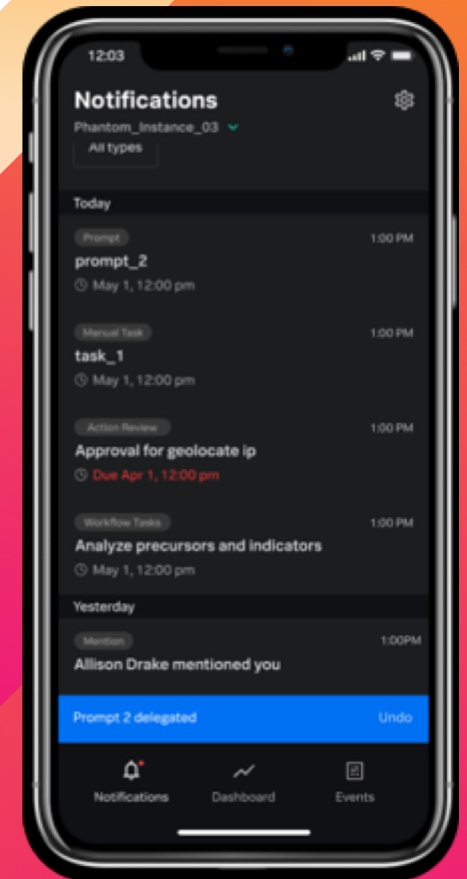 12:03
Notifications
Phantom_Instance_03
All types
Today
Prompt
1:00 PM
prompt_2
May 1, 12:00 pm
Manual Task
1:00 PM
task_1
May 1, 12:00 pm
Action Review
1:00 PM
Approval for geolocate ip
Due Apr 1, 12:00 pm
Workflow Tasks
1:00 PM
Analyze precursors and indicators
May 1, 12:00 pm
Yesterday
Mention
1:00PM
Allison Drake mentioned you
Prompt 2 delegated
Undo
Notifications
Dashboard
Events